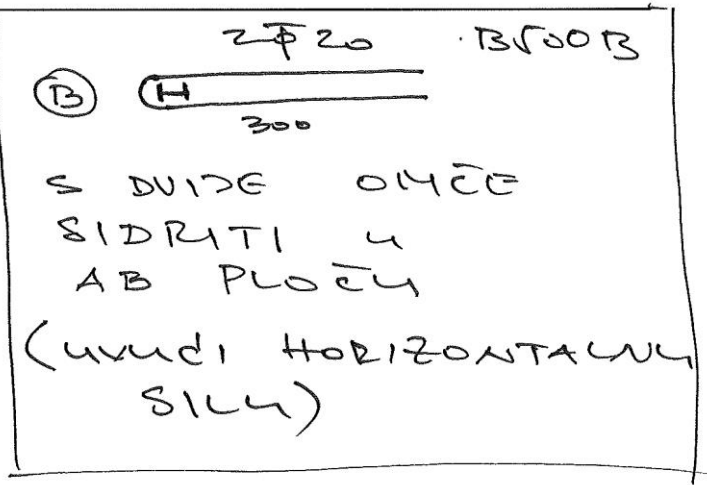 2Φ20 B500B
B H
300
S DVIJE OMČE
SIDRITI U
AB PLOČU
(UVUĆI HORIZONTALNU
SILU)